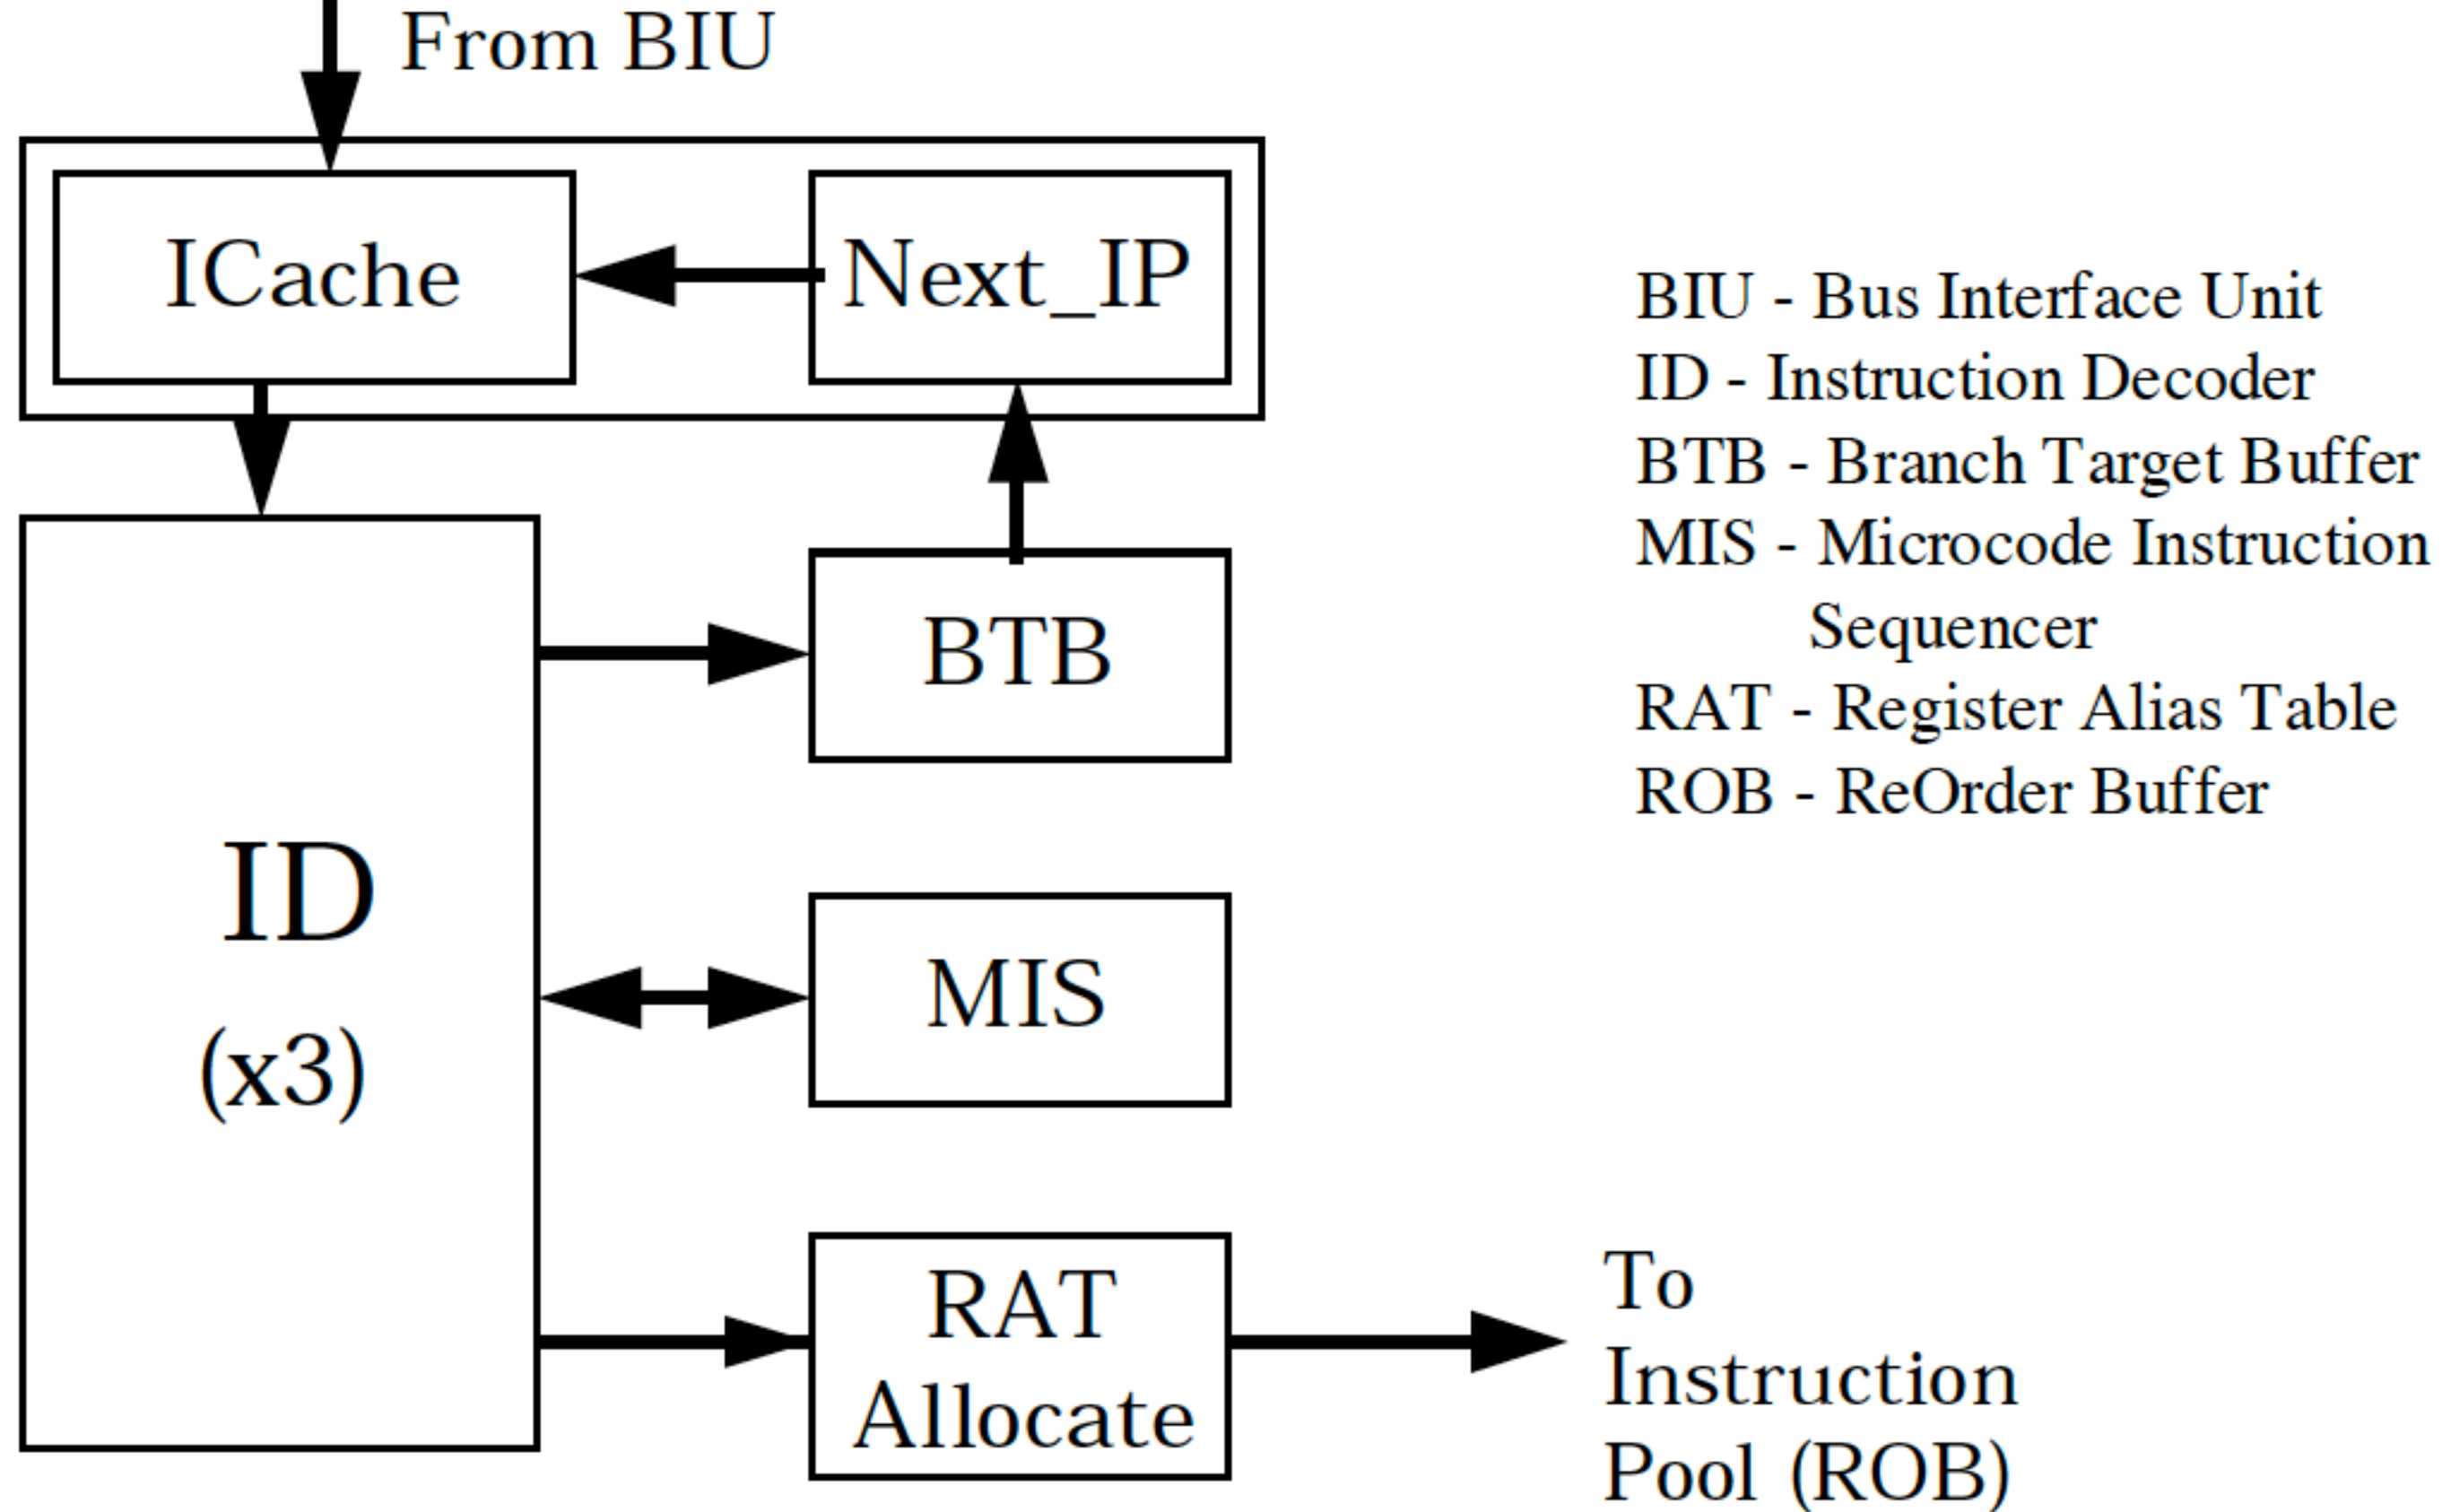 From BIU
ICache
Next_IP
BIU - Bus Interface Unit
ID - Instruction Decoder
BTB - Branch Target Buffer
MIS - Microcode Instruction
Sequencer
RAT - Register Alias Table
ROB - ReOrder Buffer
BTB
ID
(x3)
MIS
RAT
Allocate
To
Instruction
Pool (ROB)